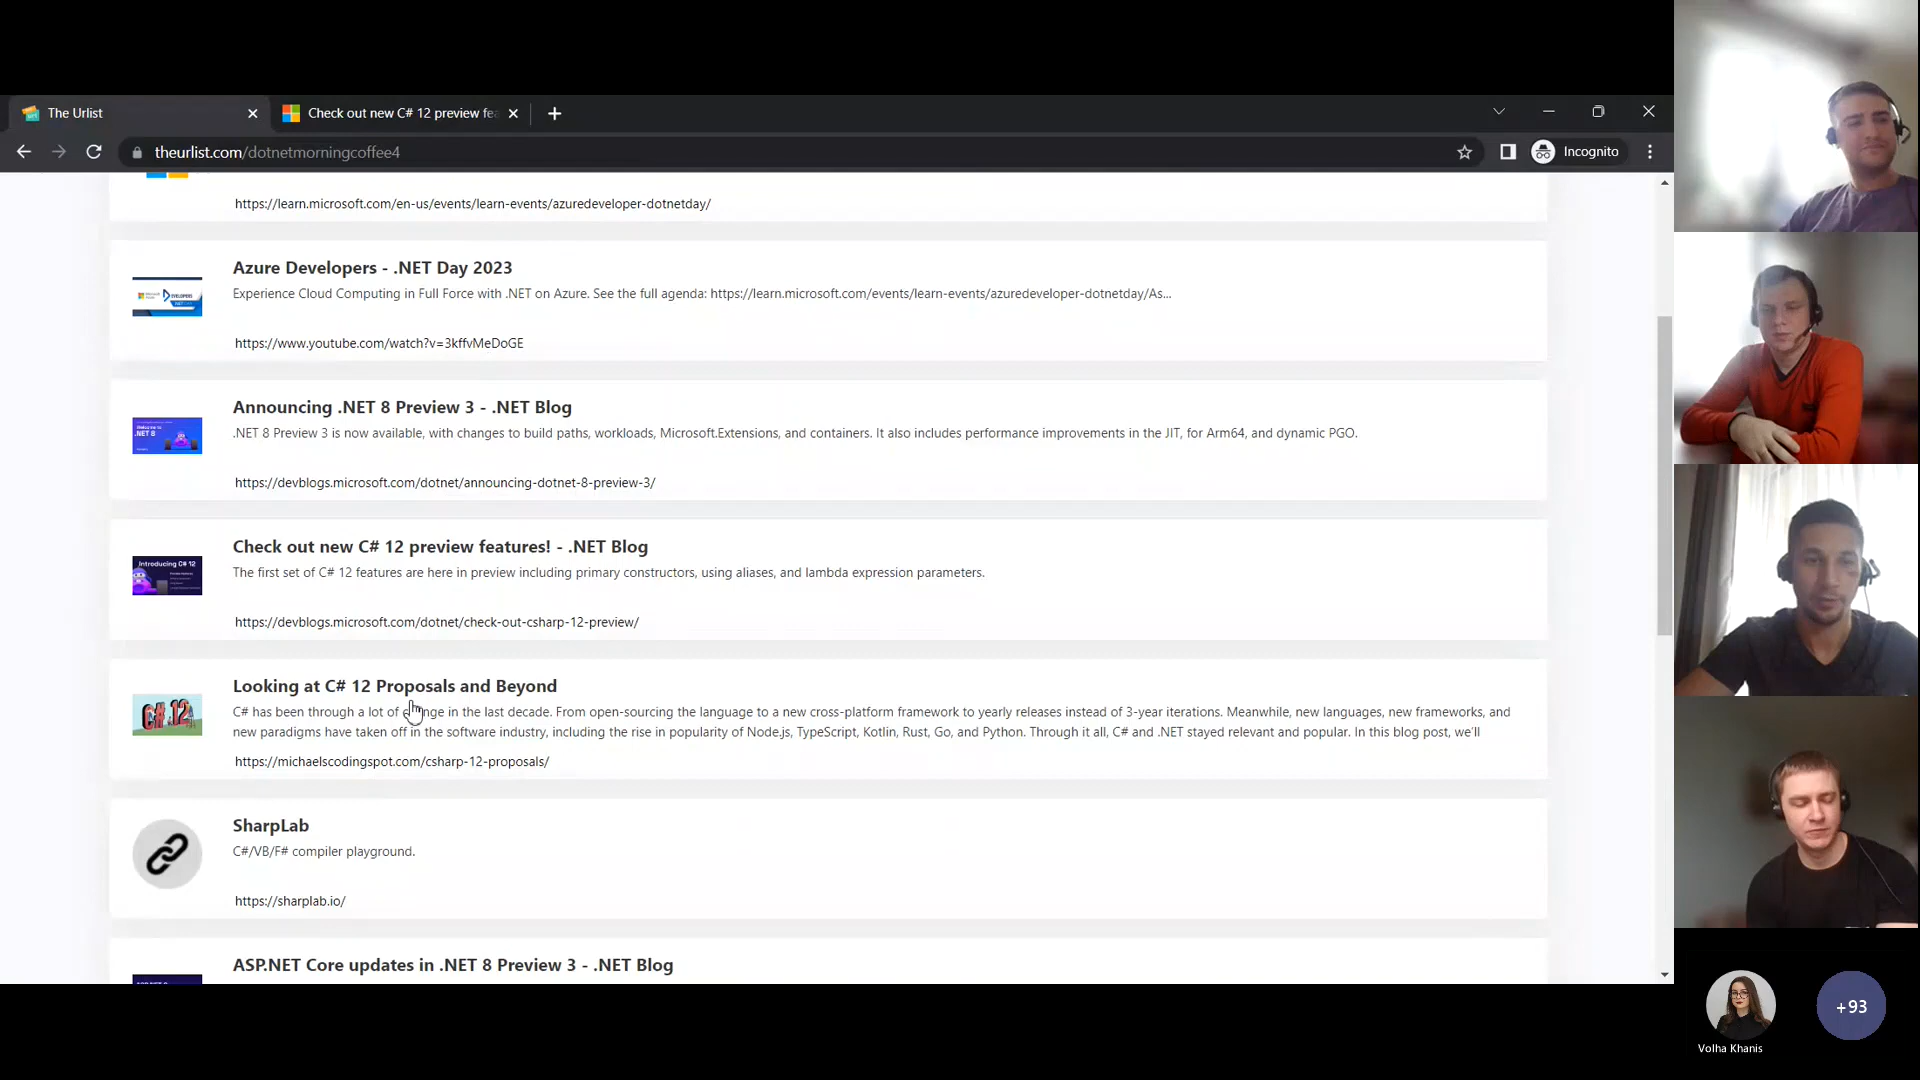 The Urlist
Check out new C# 12 preview fea
theurlist.com/dotnetmorningcoffee4
Incognito
https://learn.microsoft.com/en-us/events/learn-events/azuredeveloper-dotnetday/
Azure Developers - .NET Day 2023
Experience Cloud Computing in Full Force with .NET on Azure. See the full agenda: https://learn.microsoft.com/events/learn-events/azuredeveloper-dotnetday/As...
https://www.youtube.com/watch?v=3kffvMeDoGE
Announcing .NET 8 Preview 3 - .NET Blog
Welcome to
.NET 8
.NET 8 Preview 3 is now available, with changes to build paths, workloads, Microsoft.Extensions, and containers. It also includes performance improvements in the JIT, for Arm64, and dynamic PGO.
https://devblogs.microsoft.com/dotnet/announcing-dotnet-8-preview-3/
Check out new C# 12 preview features! - .NET Blog
Introducing C# 12
The first set of C# 12 features are here in preview including primary constructors, using aliases, and lambda expression parameters.
https://devblogs.microsoft.com/dotnet/check-out-csharp-12-preview/
Looking at C# 12 Proposals and Beyond
C# 12
C# has been through a lot of change in the last decade. From open-sourcing the language to a new cross-platform framework to yearly releases instead of 3-year iterations. Meanwhile, new languages, new frameworks, and
new paradigms have taken off in the software industry, including the rise in popularity of Node.js, TypeScript, Kotlin, Rust, Go, and Python. Through it all, C# and .NET stayed relevant and popular. In this blog post, we'll
https://michaelscodingspot.com/csharp-12-proposals/
SharpLab
C#/VB/F# compiler playground.
https://sharplab.io/
ASP.NET Core updates in .NET 8 Preview 3 - .NET Blog
+93
Volha Khanis